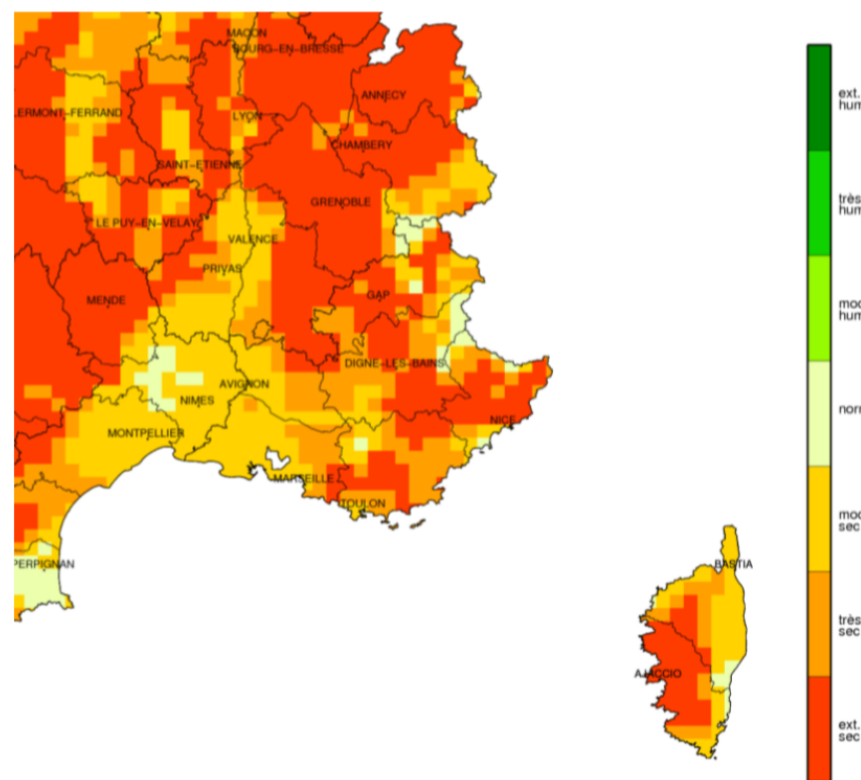 MACON
BOURG-EN-BRESSE
ANNECY
LERMONT-FERRAND
LYON
CHAMBERY
SAINT-ETIENNE
GRENOBLE
LE PUY-EN-VELAY
VALENCE
PRIVAS
GAP
MENDE
DIGNE-LES-BAINS
AVIGNON
NIMES
NICE
MONTPELLIER
MARSEILLE
TOULON
PERPIGNAN
BASTIA
AJACCIO
ext.
hum
très
hum
mod
hum
norm
mod
sec
très
sec
ext.
sec